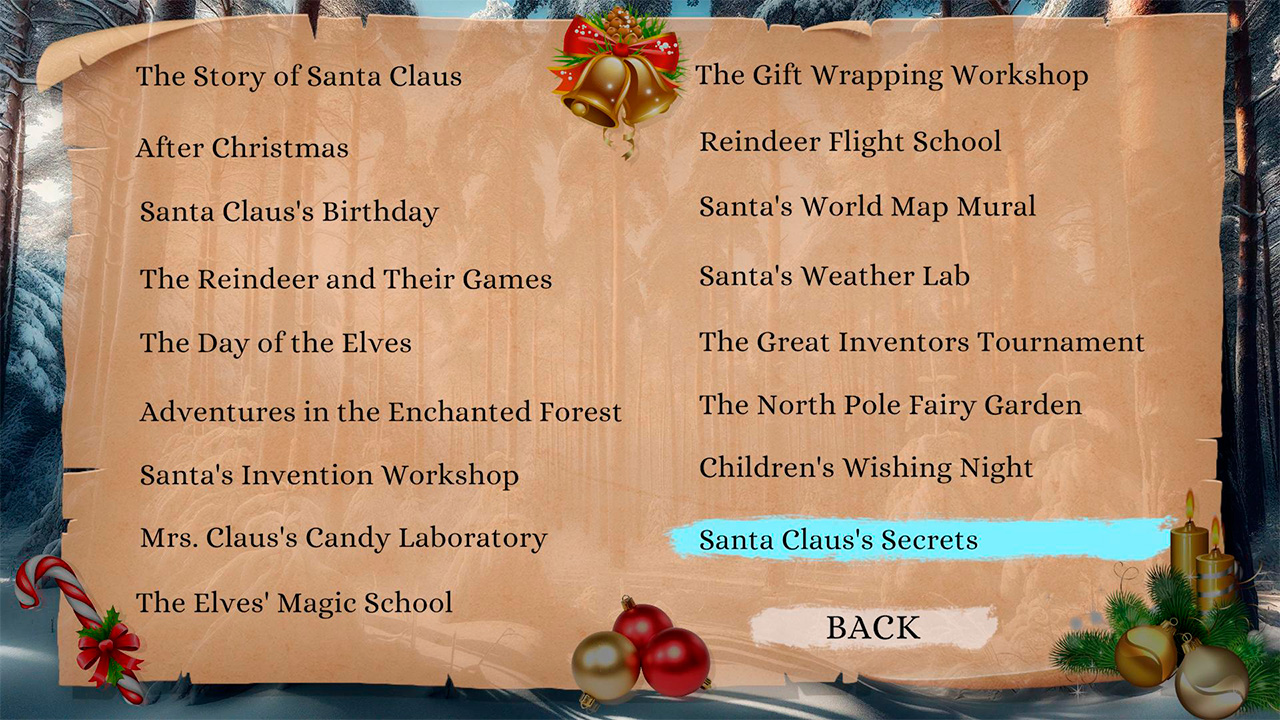 The Story of Santa Claus
After Christmas
Santa Claus's Birthday
The Reindeer and Their Games
The Day of the Elves
Adventures in the Enchanted Forest
Santa's Invention Workshop
Mrs. Claus's Candy Laboratory
The Elves' Magic School
The Gift Wrapping Workshop
Reindeer Flight School
Santa's World Map Mural
Santa's Weather Lab
The Great Inventors Tournament
The North Pole Fairy Garden
Children's Wishing Night
Santa Claus's Secrets
BACK